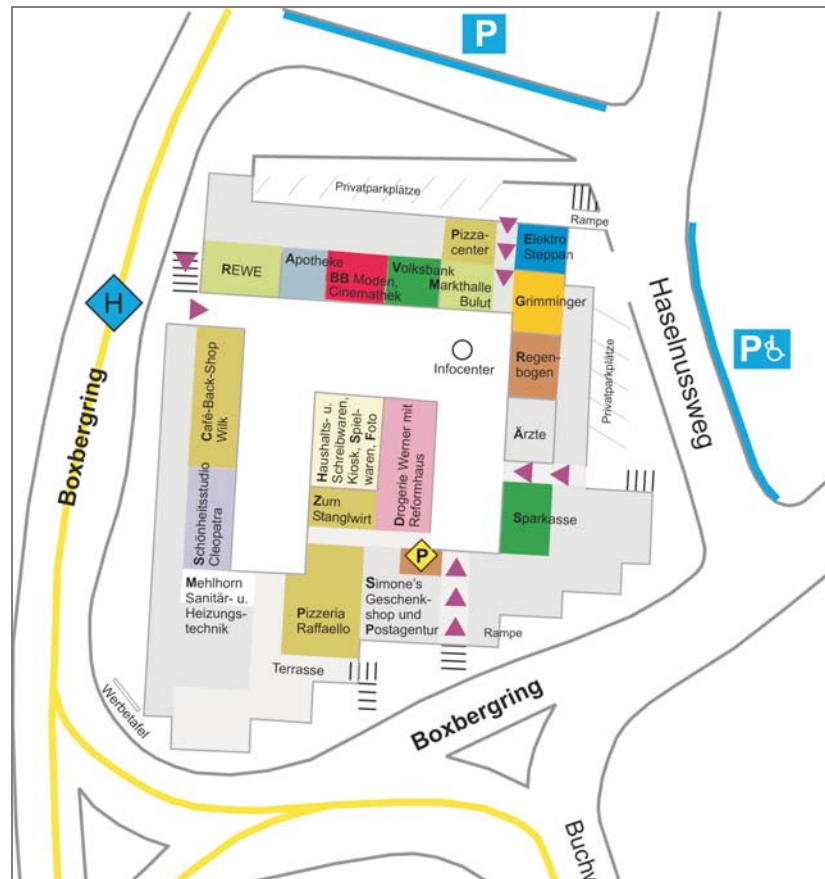 P
Privatparkplätze
Rampe
Pizza-
center
Elektro
Steppan
REWE
Apotheke
BB Moden,
Cinemathek
Volksbank
Markthalle
Bulut
Grimminger
H
Infocenter
Regen-
bogen
Privatparkplätze
Haselnussweg
P
Boxbergring
Café-Back-Shop
Wilk
Haushalts- u.
Schreibwaren,
Kiosk, Spiel-
waren, Foto
Drogerie Werner mit
Reformhaus
Ärzte
Zum
Stanglwirt
Sparkasse
Schönheitsstudio
Cleopatra
P
Mehlhorn
Sanitär- u.
Heizungs-
technik
Pizzeria
Raffaello
Simone's
Geschenk-
shop und
Postagentur
Rampe
Terrasse
Werbetafel
Boxbergring
Buchw